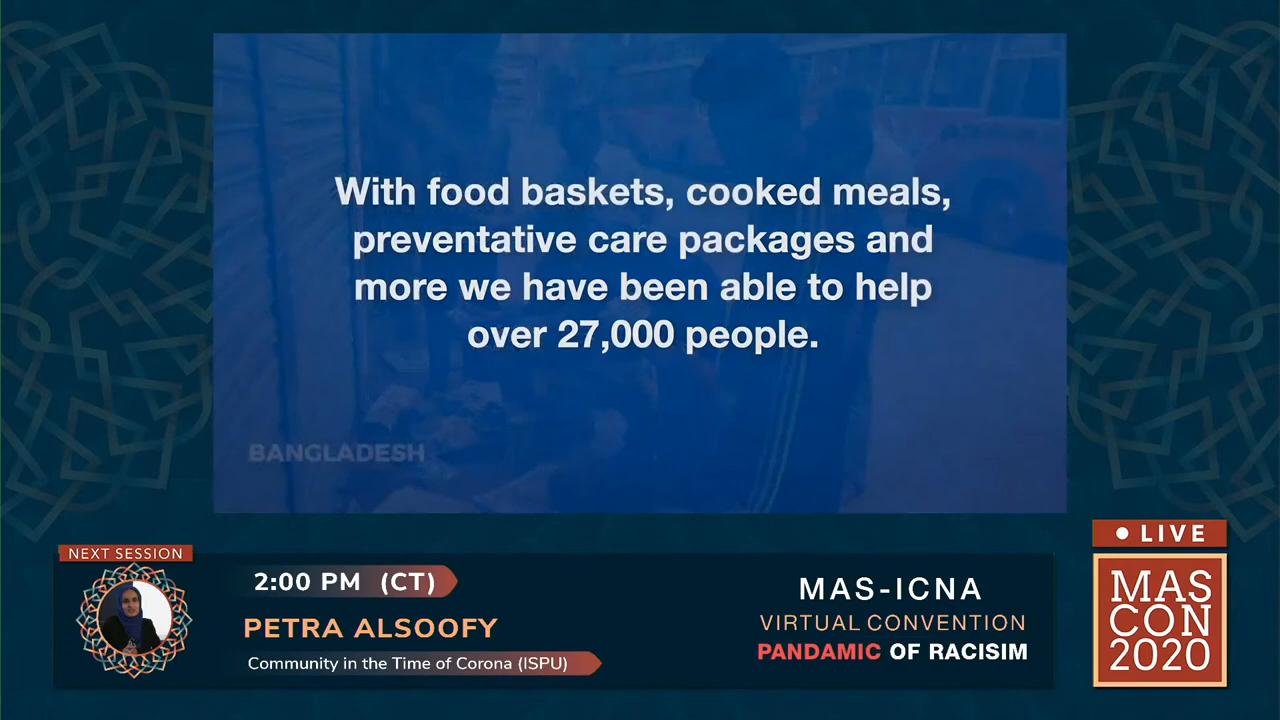 With food baskets, cooked meals,
preventative care packages and
more we have been able to help
over 27,000 people.
BANGLADESH
NEXT SESSION
2:00 PM (CT)
PETRA ALSOOFY
Community in the Time of Corona (ISPU)
MAS-ICNA
VIRTUAL CONVENTION
PANDAMIC OF RACISIM
LIVE
MAS
CON
2020